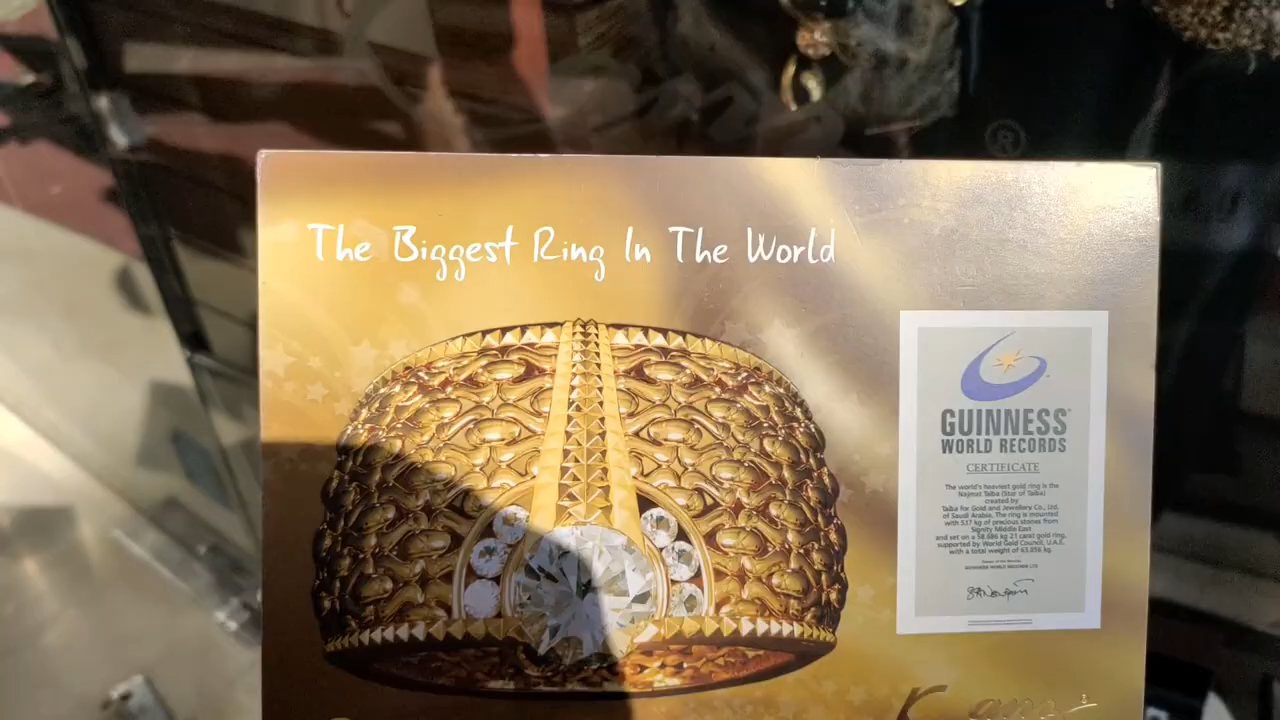 The Biggest Ring In The World
GUINNESS
WORLD RECORDS
CERTIFICATE
The world's heaviest gold ring is the
Najmat Taiba (Star of Taiba)
created by
Taiba for Gold and Jewellery Co., Ltd.
of Saudi Arabia. The ring is mounted
with 5.17 kg of precious stones from
Signity Middle East
and set on a 58.686 kg 21 carat gold ring,
supported by World Gold Council, U.A.E.
with a total weight of 63.856 kg.
GUINNESS WORLD RECORDS LTD